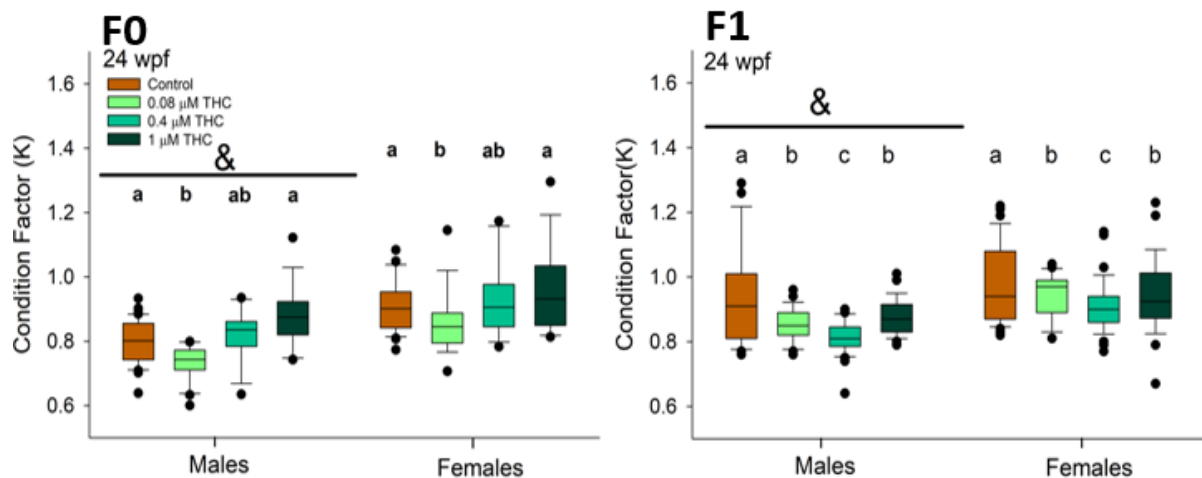 F0
24 wpf
Control
0.08 μM THC
0.4 μM THC
1 μM THC
&
a b ab a
a b ab a
Condition Factor (K)
1.6
1.4
1.2
1.0
0.8
0.6
Males Females
F1
24 wpf
&
a b c b
a b c b
Condition Factor(K)
1.6
1.4
1.2
1.0
0.8
0.6
Males Females